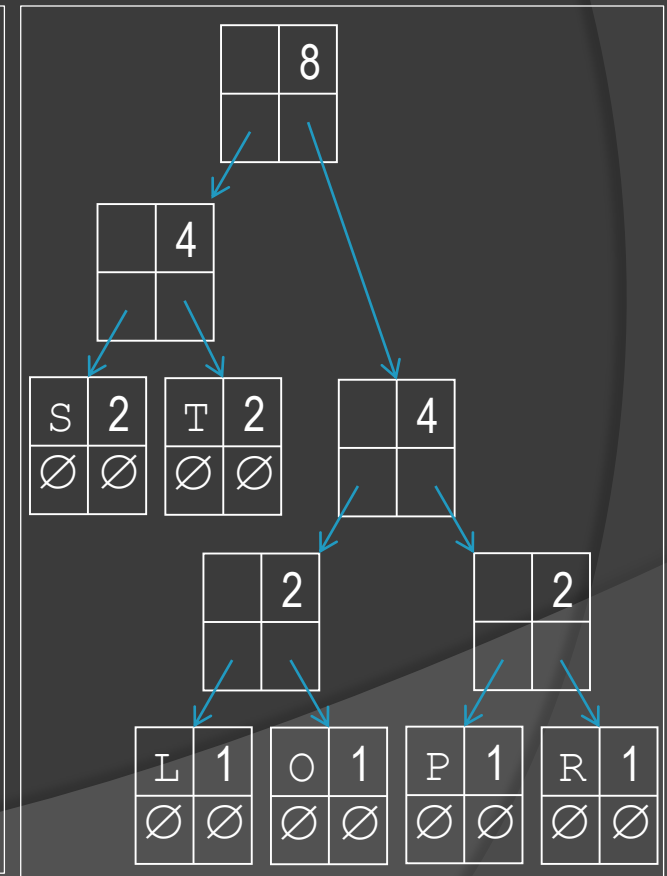 8
4
S 2 T 2
∅ ∅ ∅ ∅
4
2 2
L 1 O 1 P 1 R 1
∅ ∅ ∅ ∅ ∅ ∅ ∅ ∅